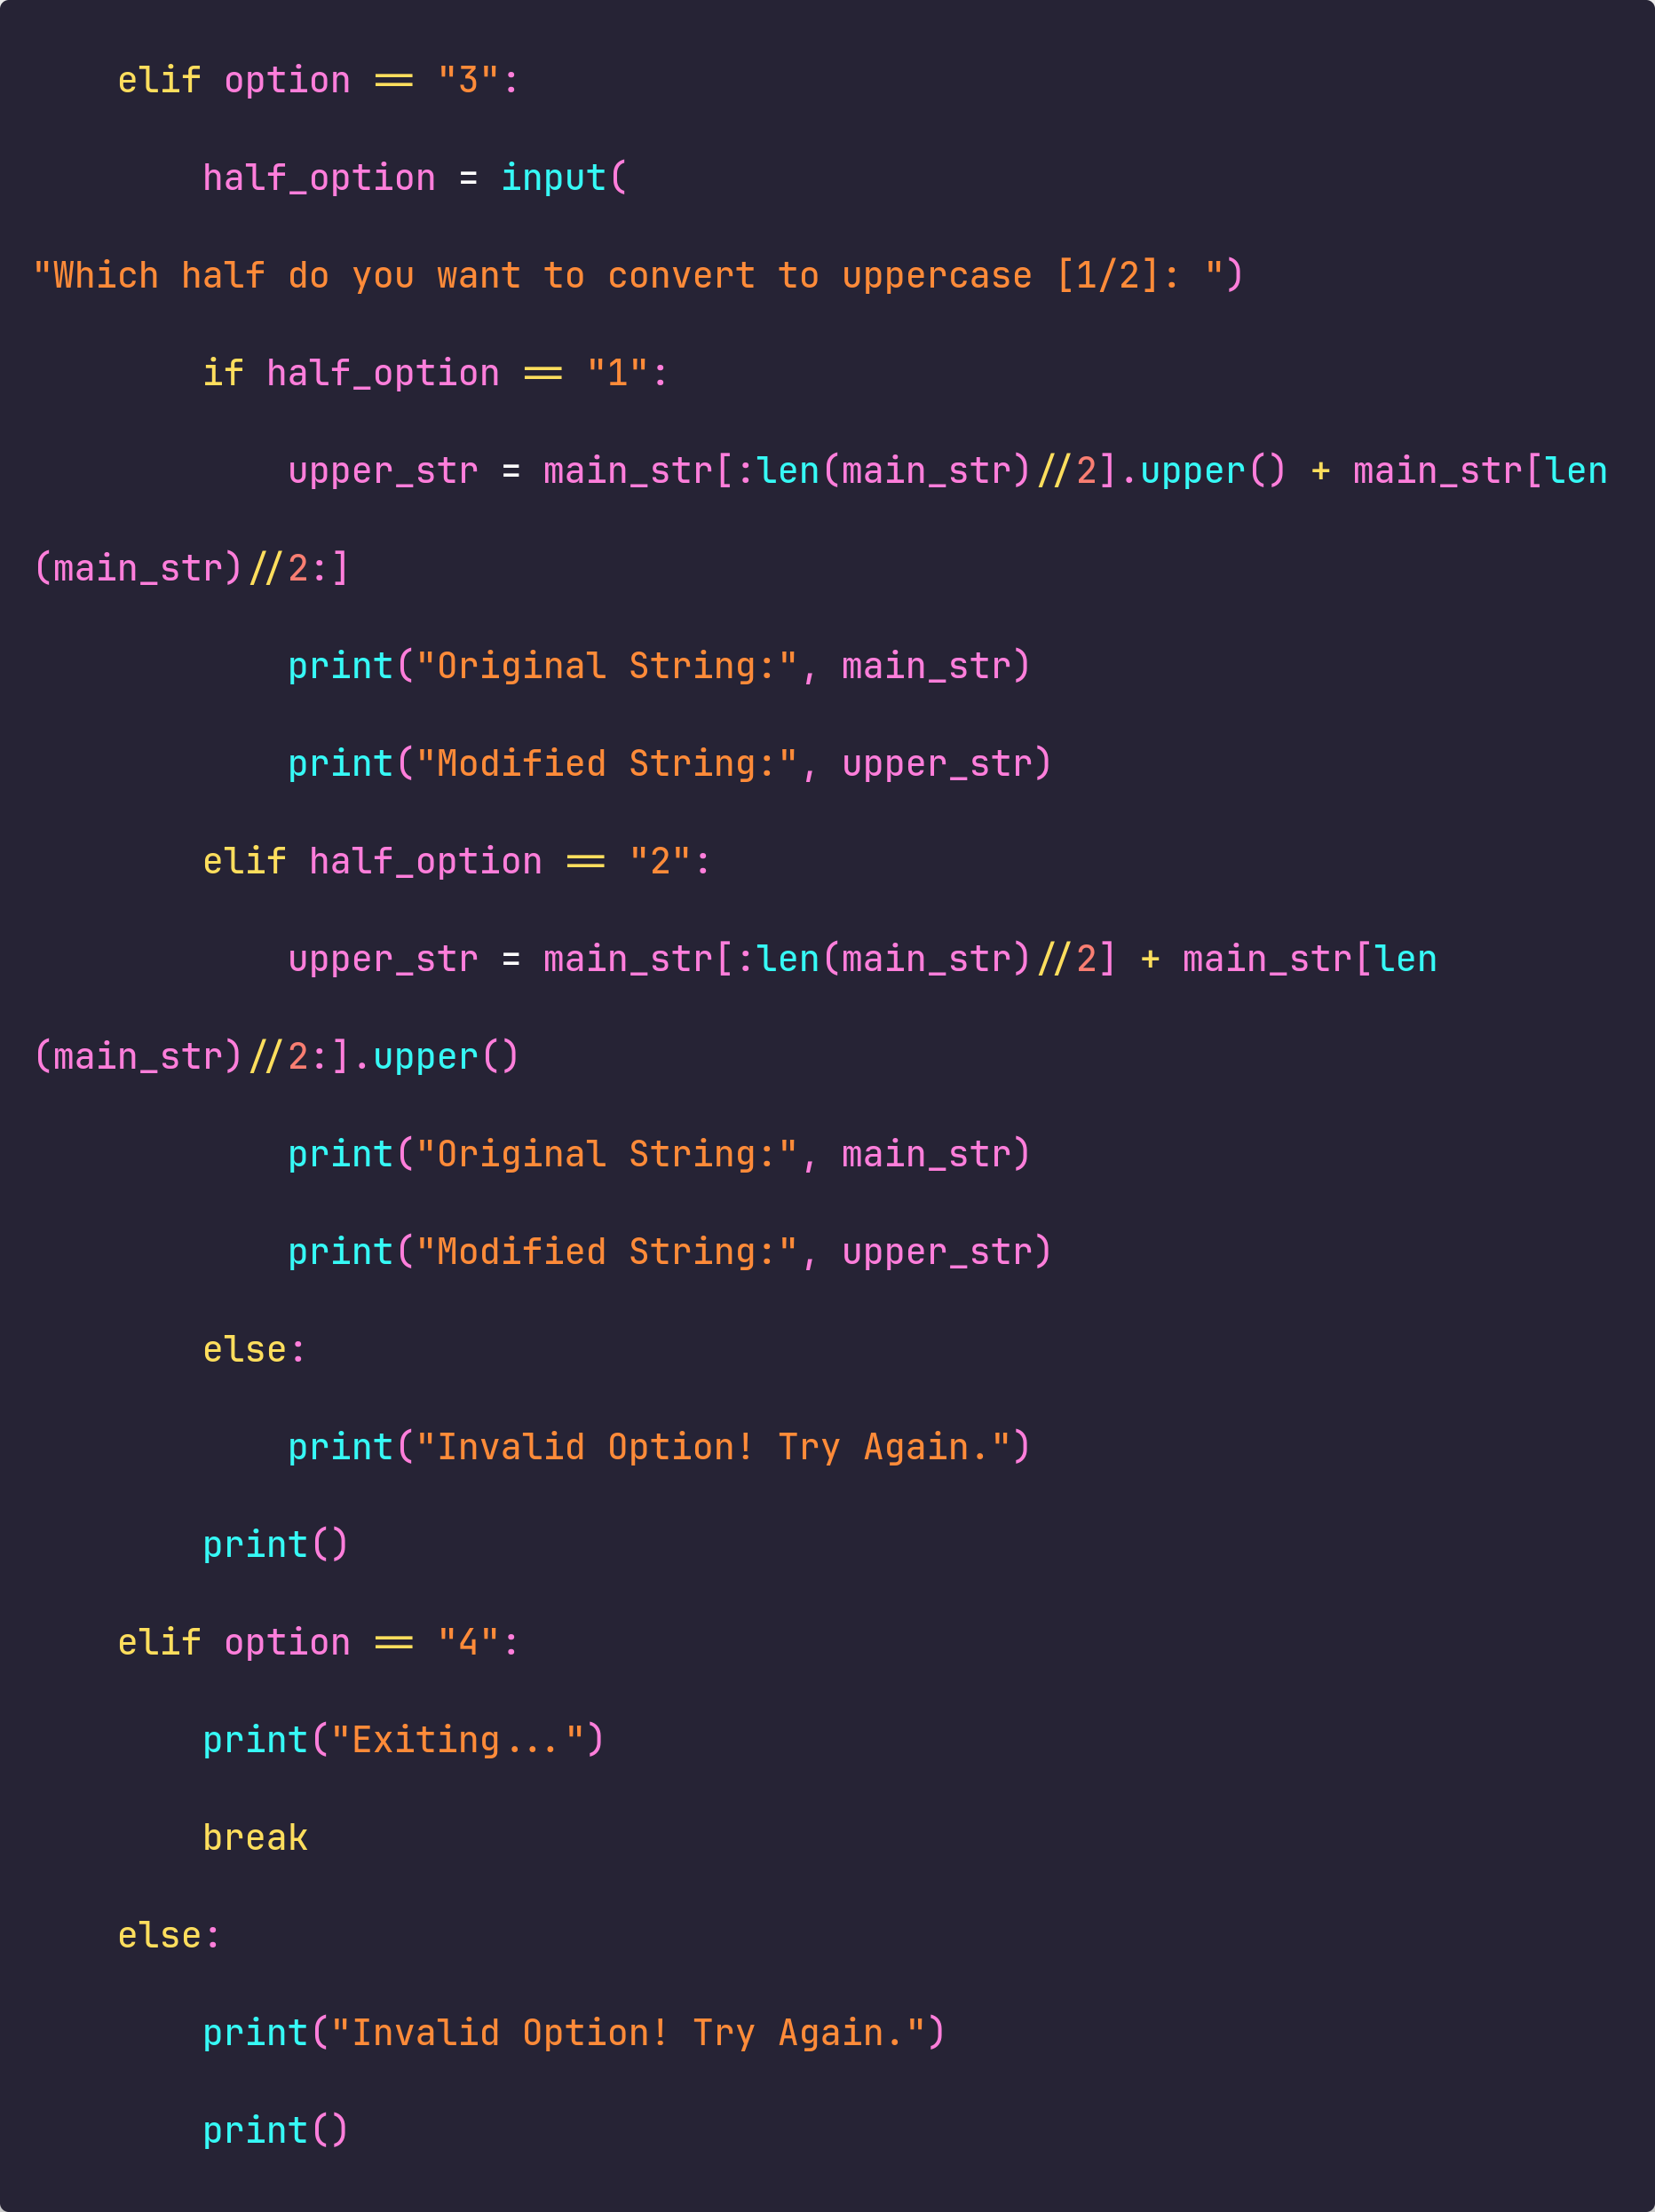 elif option == "3":
        half_option = input(
"Which half do you want to convert to uppercase [1/2]: ")
        if half_option == "1":
            upper_str = main_str[:len(main_str)//2].upper() + main_str[len
(main_str)//2:]
            print("Original String:", main_str)
            print("Modified String:", upper_str)
        elif half_option == "2":
            upper_str = main_str[:len(main_str)//2] + main_str[len
(main_str)//2:].upper()
            print("Original String:", main_str)
            print("Modified String:", upper_str)
        else:
            print("Invalid Option! Try Again.")
        print()
    elif option == "4":
        print("Exiting...")
        break
    else:
        print("Invalid Option! Try Again.")
        print()